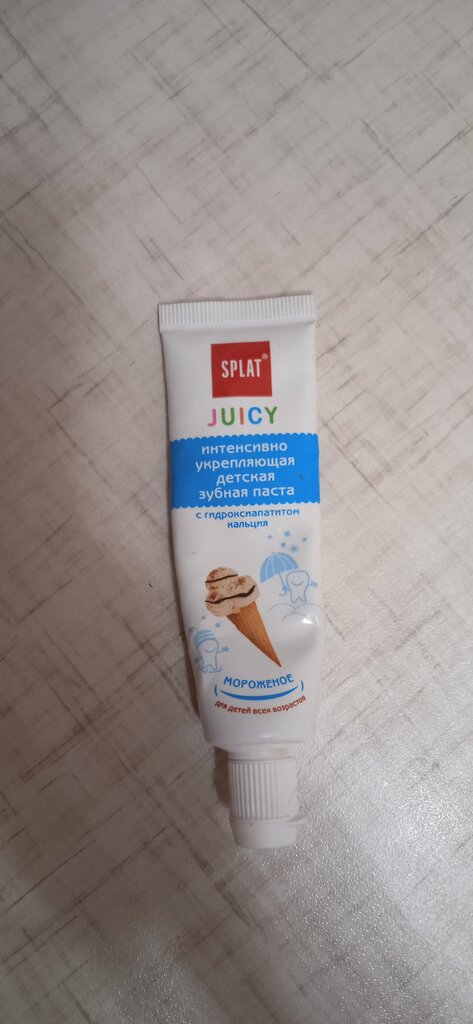 SPLAT®
JUICY
интенсивно
укрепляющая
детская
зубная паста
с гидроксиапатитом
кальция
МОРОЖЕНОЕ
для детей всех возрастов